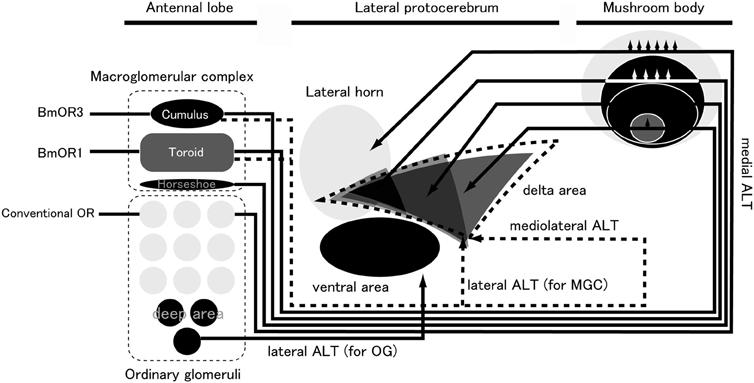 Antennal lobe
Lateral protocerebrum
Mushroom body
Macroglomerular complex
BmOR3
Cumulus
BmOR1
Toroid
Horseshoe
Conventional OR
deep area
Ordinary glomeruli
Lateral horn
delta area
mediolateral ALT
ventral area
lateral ALT (for MGC)
lateral ALT (for OG)
medial ALT